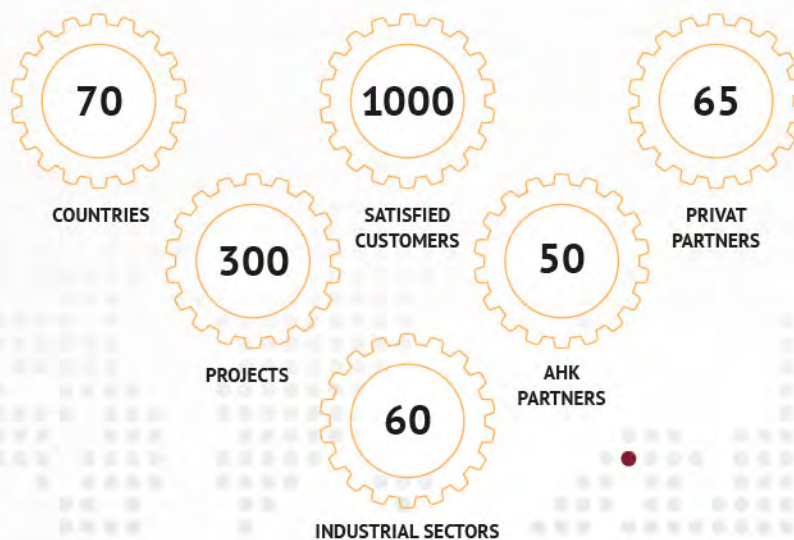 70
COUNTRIES
1000
SATISFIED
CUSTOMERS
65
PRIVAT
PARTNERS
300
PROJECTS
50
AHK
PARTNERS
60
INDUSTRIAL SECTORS